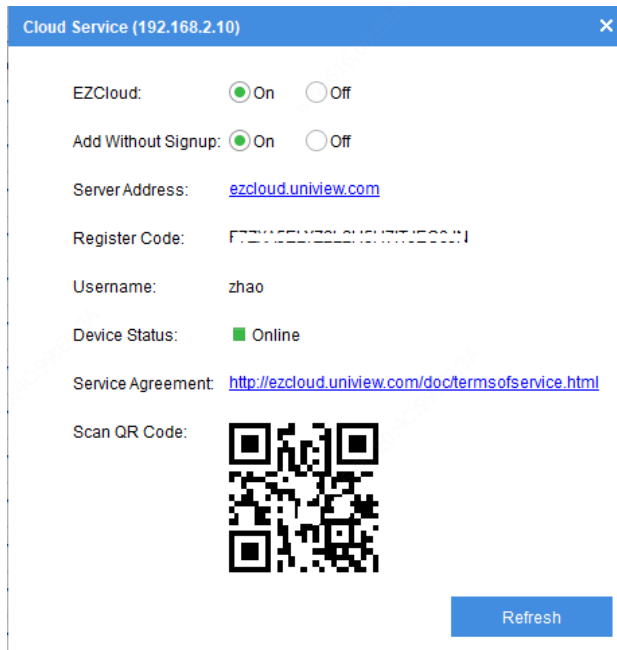 Cloud Service (192.168.2.10)
EZCloud: On Off
Add Without Signup: On Off
Server Address: ezcloud.uniview.com
Register Code:
Username: zhao
Device Status: Online
Service Agreement: http://ezcloud.uniview.com/doc/termsofservice.html
Scan QR Code:
Refresh